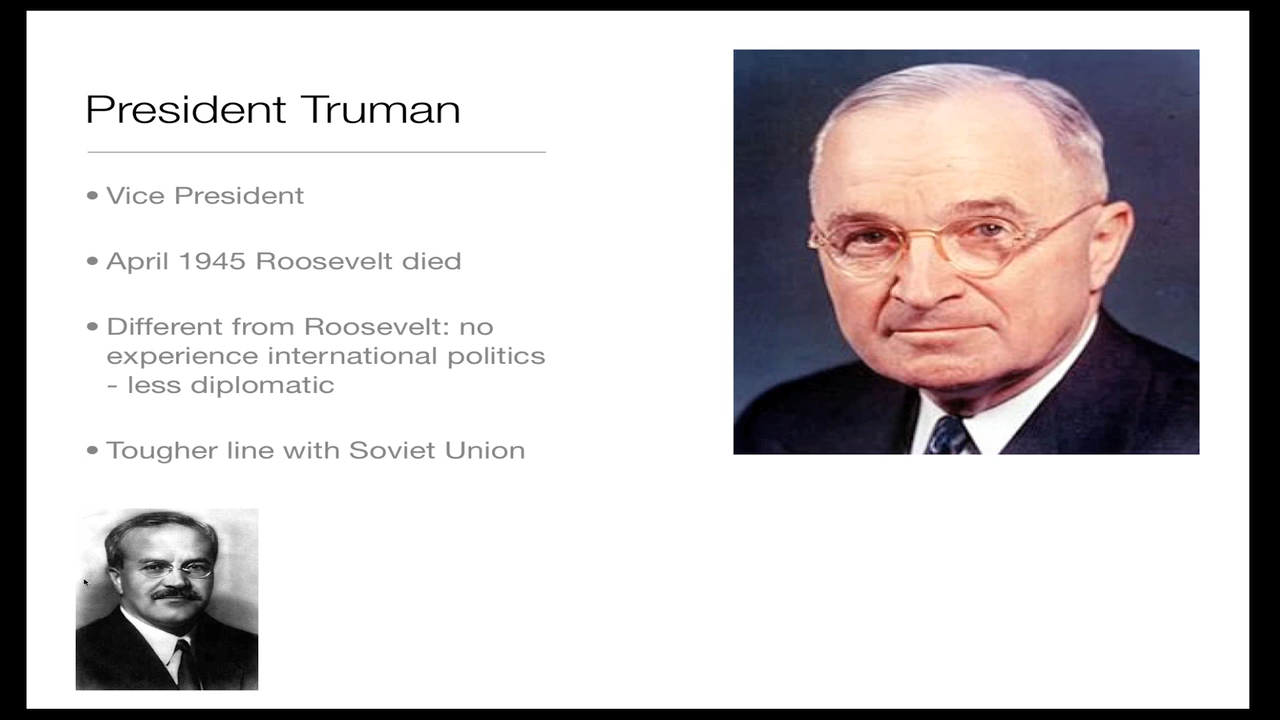 President Truman
• Vice President
• April 1945 Roosevelt died
• Different from Roosevelt: no
experience international politics
- less diplomatic
• Tougher line with Soviet Union